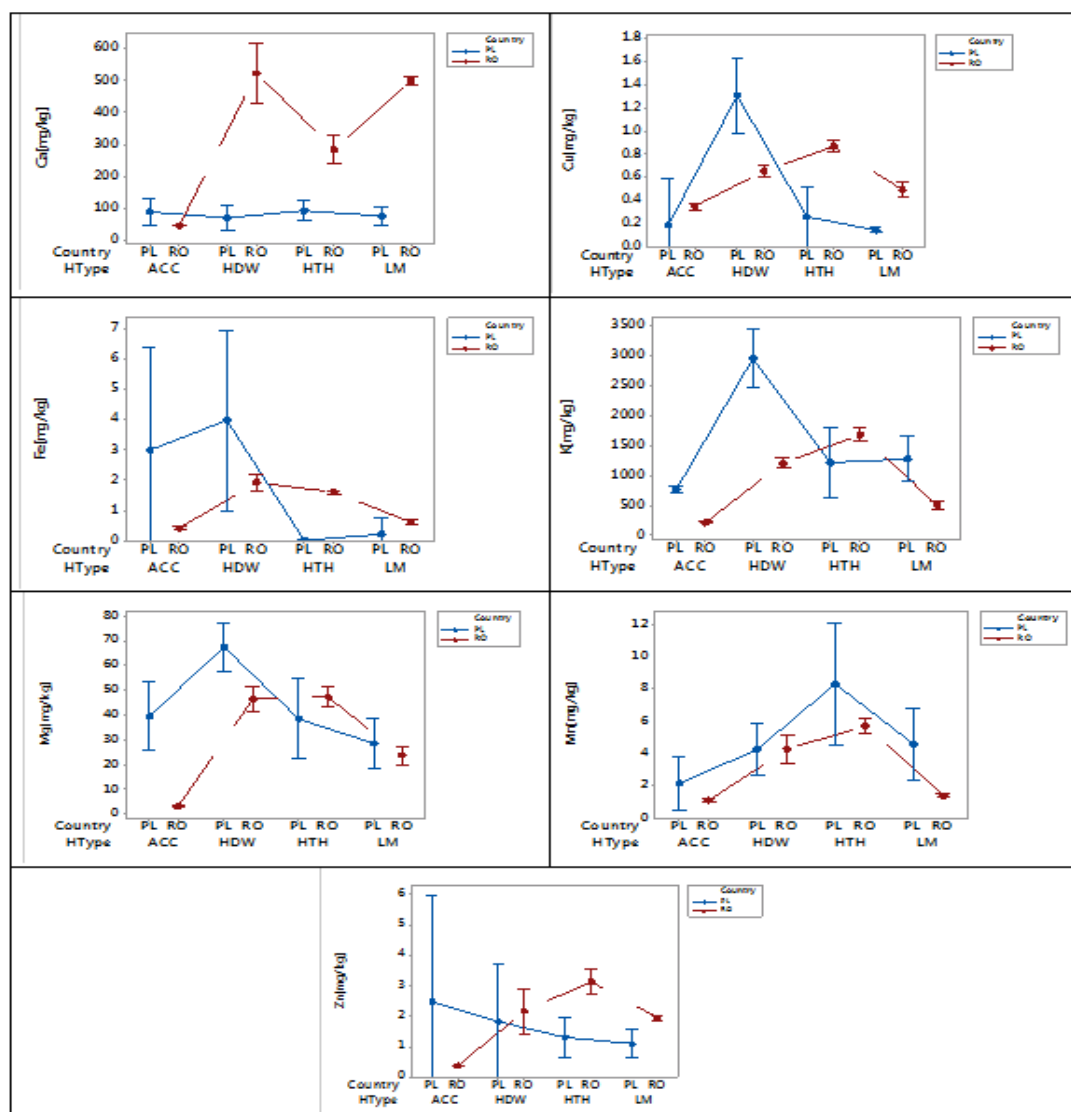 Country
PL
RO
Ca[mg/kg]
600
500
400
300
200
100
0
Country PL RO PL RO PL RO PL RO
HType ACC HDW HTH LM
Country
PL
RO
Cu[mg/kg]
1.8
1.6
1.4
1.2
1.0
0.8
0.6
0.4
0.2
0.0
Country PL RO PL RO PL RO PL RO
HType ACC HDW HTH LM
Country
PL
RO
Fe[mg/kg]
7
6
5
4
3
2
1
0
Country PL RO PL RO PL RO PL RO
HType ACC HDW HTH LM
Country
PL
RO
K[mg/kg]
3500
3000
2500
2000
1500
1000
500
0
Country PL RO PL RO PL RO PL RO
HType ACC HDW HTH LM
Country
PL
RO
Mg[mg/kg]
80
70
60
50
40
30
20
10
0
Country PL RO PL RO PL RO PL RO
HType ACC HDW HTH LM
Country
PL
RO
Mn[mg/kg]
12
10
8
6
4
2
0
Country PL RO PL RO PL RO PL RO
HType ACC HDW HTH LM
Country
PL
RO
Zn[mg/kg]
6
5
4
3
2
1
0
Country PL RO PL RO PL RO PL RO
HType ACC HDW HTH LM